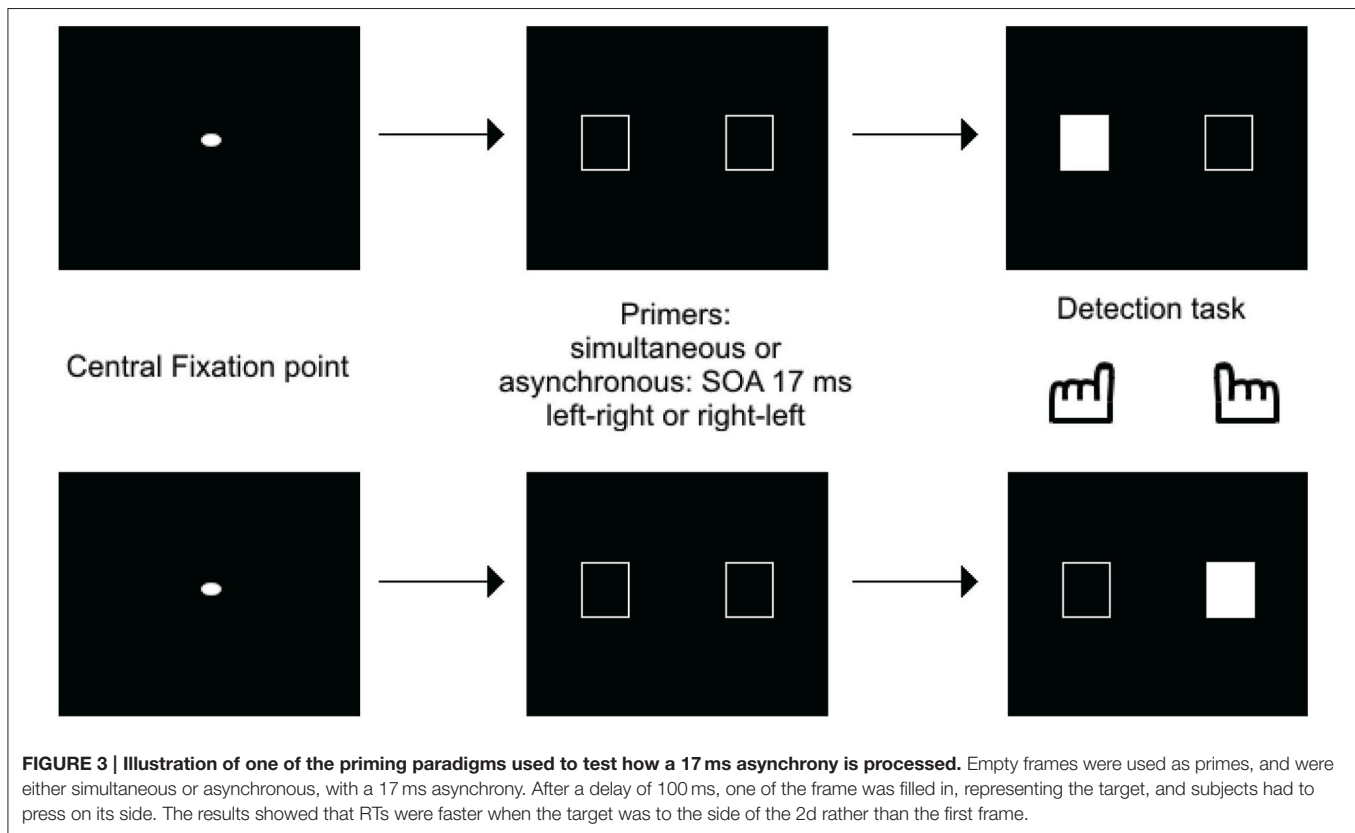 Central Fixation point
Primers:
simultaneous or
asynchronous: SOA 17 ms
left-right or right-left
Detection task
FIGURE 3 | Illustration of one of the priming paradigms used to test how a 17 ms asynchrony is processed. Empty frames were used as primes, and were
either simultaneous or asynchronous, with a 17 ms asynchrony. After a delay of 100 ms, one of the frame was filled in, representing the target, and subjects had to
press on its side. The results showed that RTs were faster when the target was to the side of the 2d rather than the first frame.